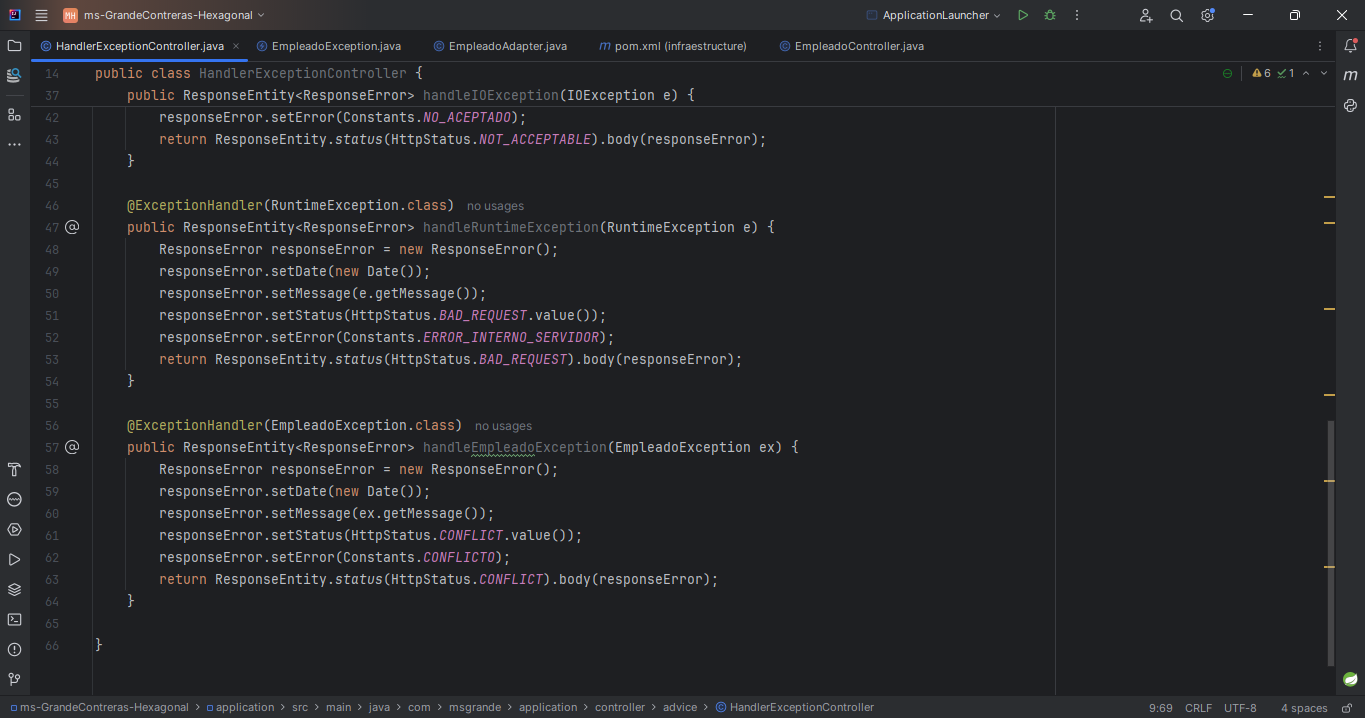 MH ms-GrandeContreras-Hexagonal
ApplicationLauncher
HandlerExceptionController.java
EmpleadoException.java
EmpleadoAdapter.java
m pom.xml (infraestructure)
EmpleadoController.java
14 public class HandlerExceptionController {
6 1
37 public ResponseEntity<ResponseError> handleIOException(IOException e) {
42 responseError.setError(Constants.NO_ACEPTADO);
43 return ResponseEntity.status(HttpStatus.NOT_ACCEPTABLE).body(responseError);
44 }
45
46 @ExceptionHandler(RuntimeException.class) no usages
47 public ResponseEntity<ResponseError> handleRuntimeException(RuntimeException e) {
48 ResponseError responseError = new ResponseError();
49 responseError.setDate(new Date());
50 responseError.setMessage(e.getMessage());
51 responseError.setStatus(HttpStatus.BAD_REQUEST.value());
52 responseError.setError(Constants.ERROR_INTERNO_SERVIDOR);
53 return ResponseEntity.status(HttpStatus.BAD_REQUEST).body(responseError);
54 }
55
56 @ExceptionHandler(EmpleadoException.class) no usages
57 public ResponseEntity<ResponseError> handleEmpleadoException(EmpleadoException ex) {
58 ResponseError responseError = new ResponseError();
59 responseError.setDate(new Date());
60 responseError.setMessage(ex.getMessage());
61 responseError.setStatus(HttpStatus.CONFLICT.value());
62 responseError.setError(Constants.CONFLICTO);
63 return ResponseEntity.status(HttpStatus.CONFLICT).body(responseError);
64 }
65
66 }
ms-GrandeContreras-Hexagonal > application > src > main > java > com > msgrande > application > controller > advice > HandlerExceptionController
9:69 CRLF UTF-8 4 spaces